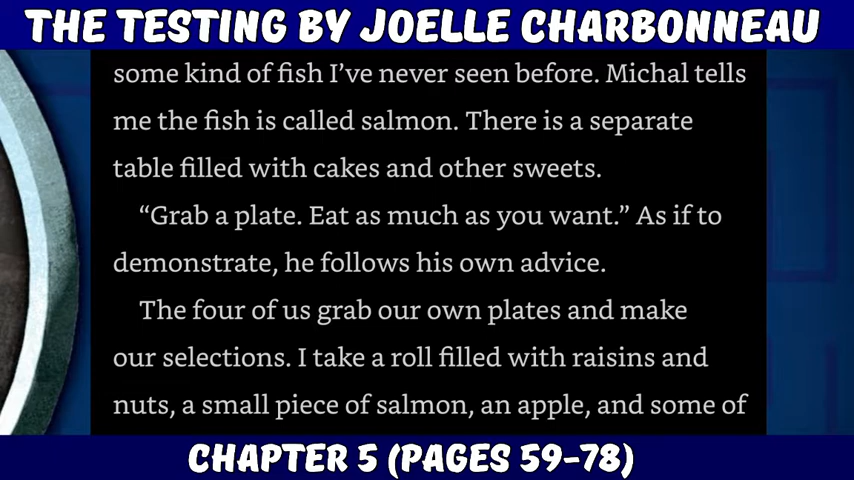 THE TESTING BY JOELLE CHARBONNEAU
some kind of fish I've never seen before. Michal tells
me the fish is called salmon. There is a separate
table filled with cakes and other sweets.
“Grab a plate. Eat as much as you want.” As if to
demonstrate, he follows his own advice.
The four of us grab our own plates and make
our selections. I take a roll filled with raisins and
nuts, a small piece of salmon, an apple, and some of
CHAPTER 5 (PAGES 59-78)